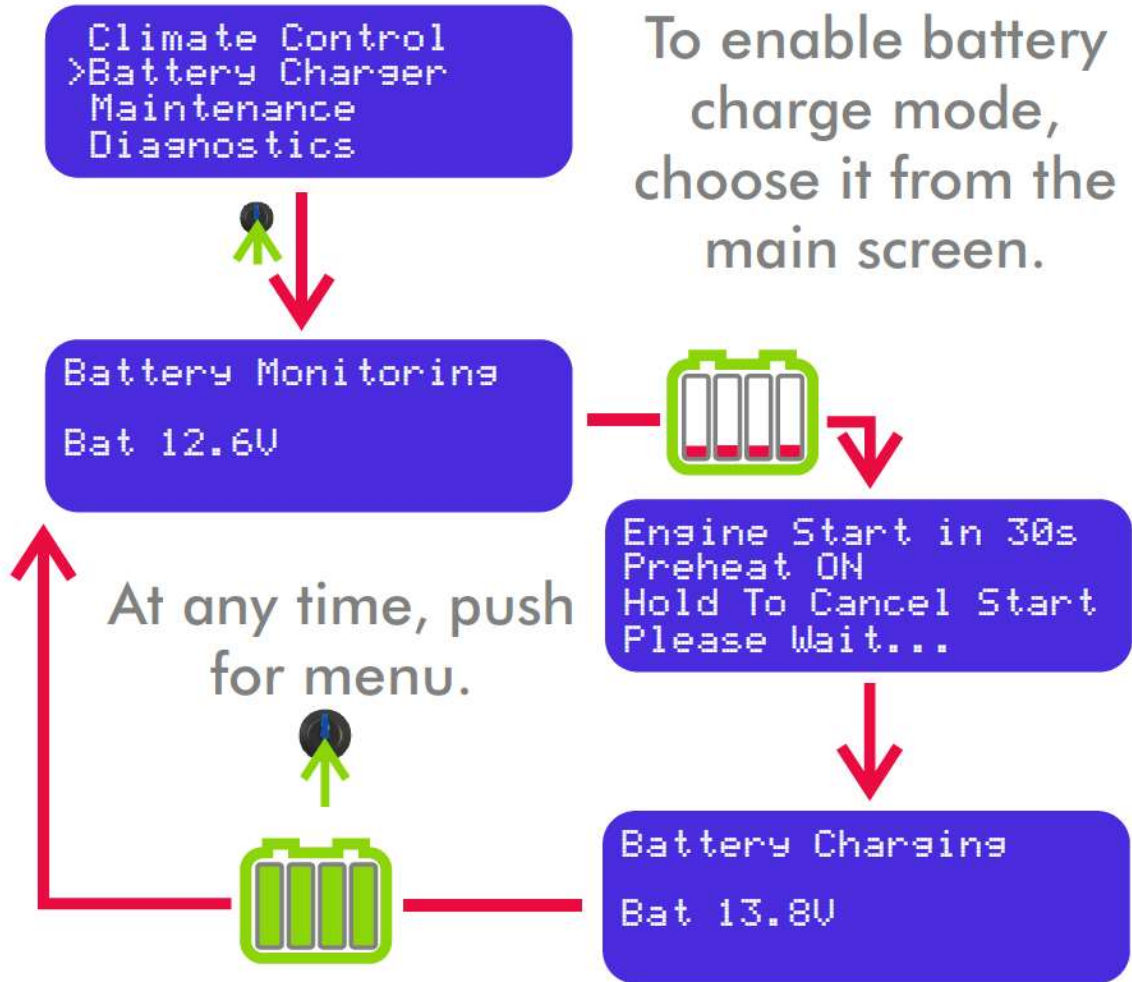 Climate Control
>Battery Charger
Maintenance
Diagnostics
To enable battery
charge mode,
choose it from the
main screen.
Battery Monitoring
Bat 12.6V
Engine Start in 30s
Preheat ON
Hold To Cancel Start
Please Wait...
At any time, push
for menu.
Battery Charging
Bat 13.8V